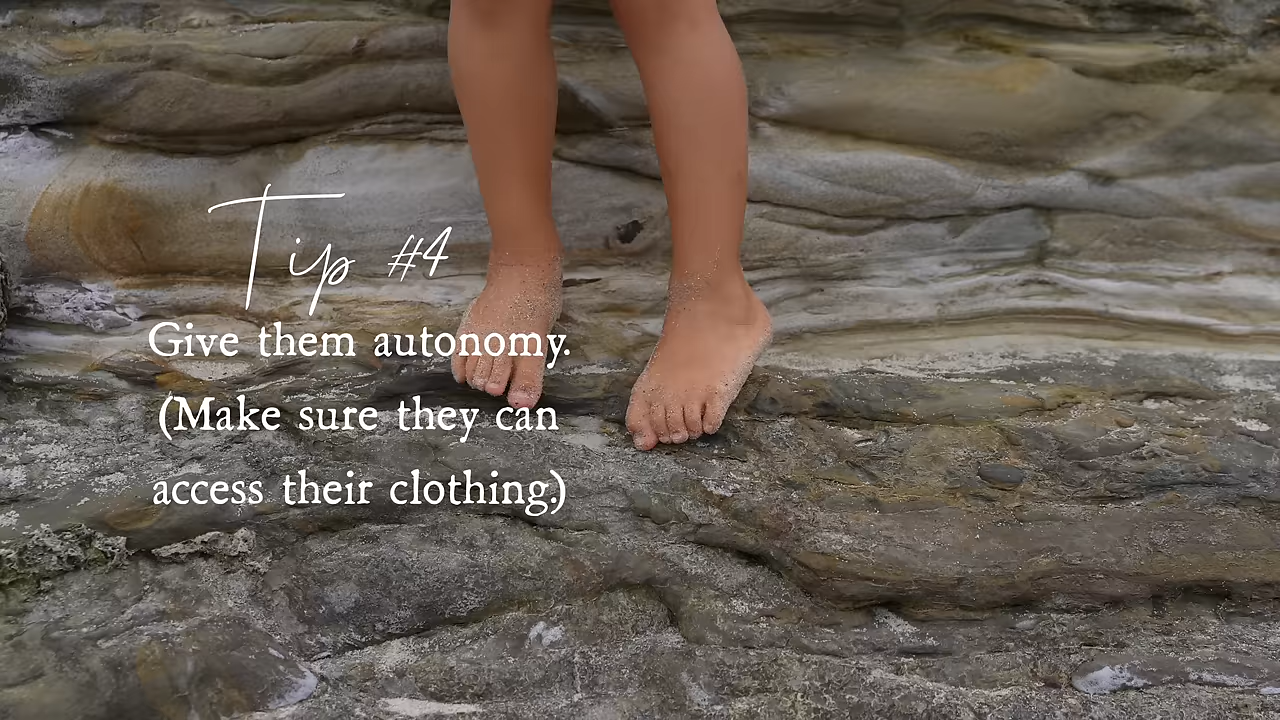 Tip #4
Give them autonomy.
(Make sure they can
access their clothing.)